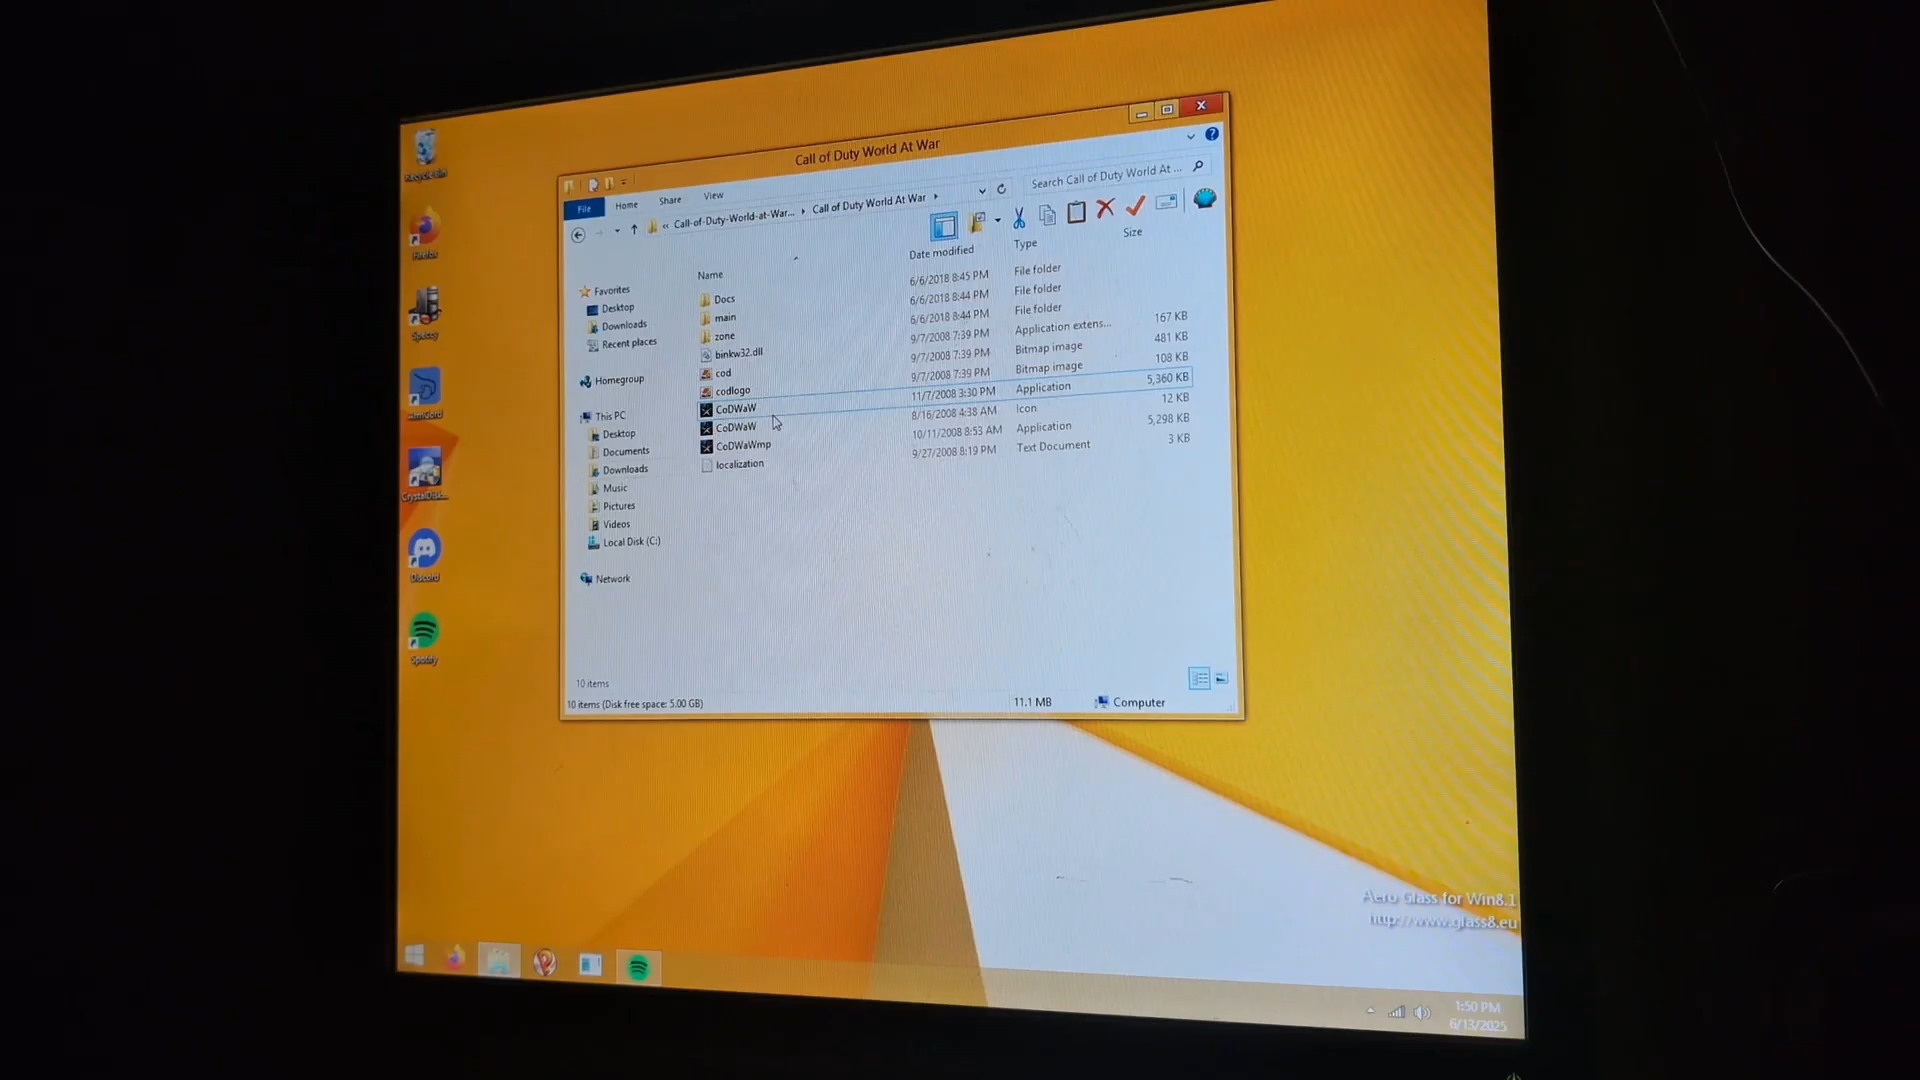 Recycle Bin
Firefox
Speccy
Discord
Spotify
Call of Duty World At War
File
Home
Share
View
« Call-of-Duty-World-at-War...
Call of Duty World At War
Search Call of Duty World At ...
Name
Date modified
Type
Size
Docs
6/6/2018 8:45 PM
File folder
main
6/6/2018 8:44 PM
File folder
zone
6/6/2018 8:44 PM
File folder
binkw32.dll
9/7/2008 7:39 PM
Application extens...
167 KB
cod
9/7/2008 7:39 PM
Bitmap image
481 KB
codlogo
9/7/2008 7:39 PM
Bitmap image
108 KB
CoDWaW
11/7/2008 3:30 PM
Application
5,360 KB
CoDWaW
8/16/2008 4:38 AM
Icon
12 KB
CoDWaWmp
10/11/2008 8:53 AM
Application
5,298 KB
localization
9/27/2008 8:19 PM
Text Document
3 KB
Favorites
Desktop
Downloads
Recent places
Homegroup
This PC
Desktop
Documents
Downloads
Music
Pictures
Videos
Local Disk (C:)
Network
10 items
10 items (Disk free space: 5.00 GB)
11.1 MB
Computer
Aero Glass for Win8.1
http://www.glass8.eu
1:50 PM
6/13/2025